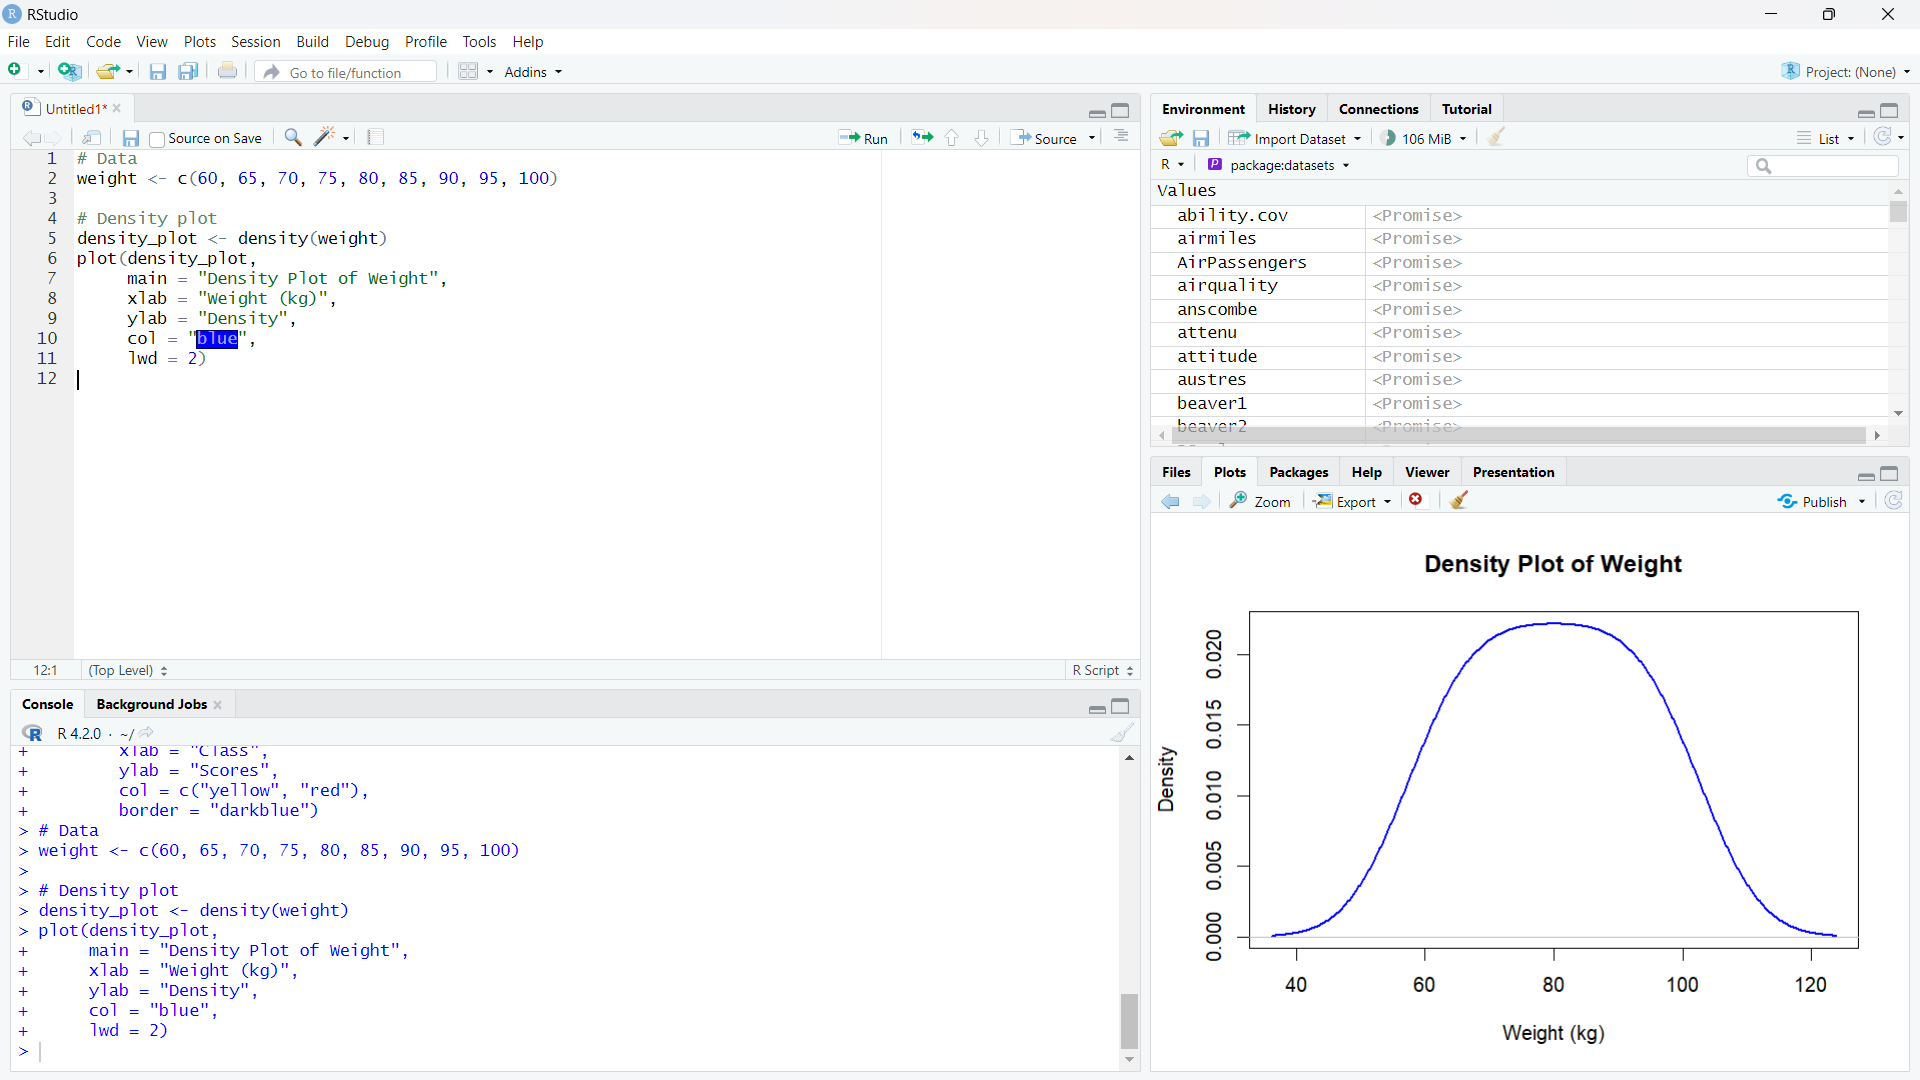 RStudio
File Edit Code View Plots Session Build Debug Profile Tools Help
Go to file/function Addins Project: (None)
Untitled1*
Source on Save Run Source
1 # Data
2 weight <- c(60, 65, 70, 75, 80, 85, 90, 95, 100)
3
4 # Density plot
5 density_plot <- density(weight)
6 plot(density_plot,
7 main = "Density Plot of Weight",
8 xlab = "Weight (kg)",
9 ylab = "Density",
10 col = "blue",
11 lwd = 2)
12
12:1 (Top Level) R Script
Console Background Jobs
R 4.2.0 · ~/
+ xlab = "Class",
+ ylab = "Scores",
+ col = c("yellow", "red"),
+ border = "darkblue")
> # Data
> weight <- c(60, 65, 70, 75, 80, 85, 90, 95, 100)
>
> # Density plot
> density_plot <- density(weight)
> plot(density_plot,
+ main = "Density Plot of Weight",
+ xlab = "Weight (kg)",
+ ylab = "Density",
+ col = "blue",
+ lwd = 2)
>
Environment History Connections Tutorial
Import Dataset 106 MiB List
R package:datasets
Values
ability.cov <Promise>
airmiles <Promise>
AirPassengers <Promise>
airquality <Promise>
anscombe <Promise>
attenu <Promise>
attitude <Promise>
austres <Promise>
beaver1 <Promise>
beaver2 <Promise>
Files Plots Packages Help Viewer Presentation
Zoom Export Publish
Density Plot of Weight
Density
0.000 0.005 0.010 0.015 0.020
40 60 80 100 120
Weight (kg)